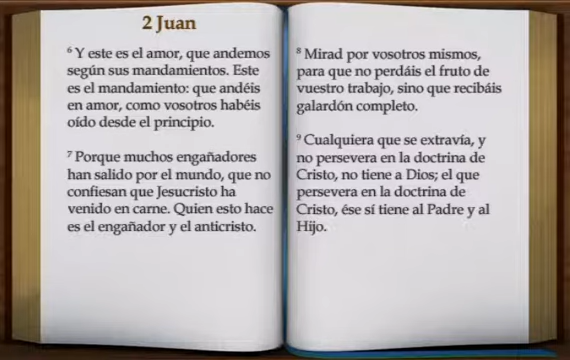 2 Juan
⁶ Y este es el amor, que andemos
según sus mandamientos. Este
es el mandamiento: que andéis
en amor, como vosotros habéis
oído desde el principio.
⁷ Porque muchos engañadores
han salido por el mundo, que no
confiesan que Jesucristo ha
venido en carne. Quien esto hace
es el engañador y el anticristo.
⁸ Mirad por vosotros mismos,
para que no perdáis el fruto de
vuestro trabajo, sino que recibáis
galardón completo.
⁹ Cualquiera que se extravía, y
no persevera en la doctrina de
Cristo, no tiene a Dios; el que
persevera en la doctrina de
Cristo, ése sí tiene al Padre y al
Hijo.